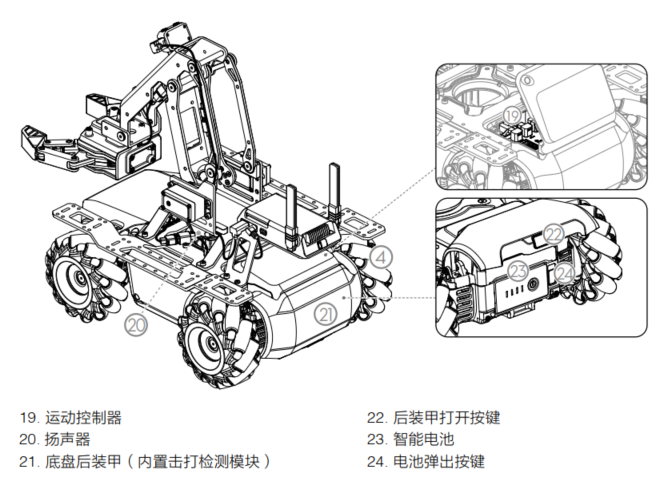 19
4
22
23
24
21
20
19. 运动控制器
20. 扬声器
21. 底盘后装甲（内置击打检测模块）
22. 后装甲打开按键
23. 智能电池
24. 电池弹出按键